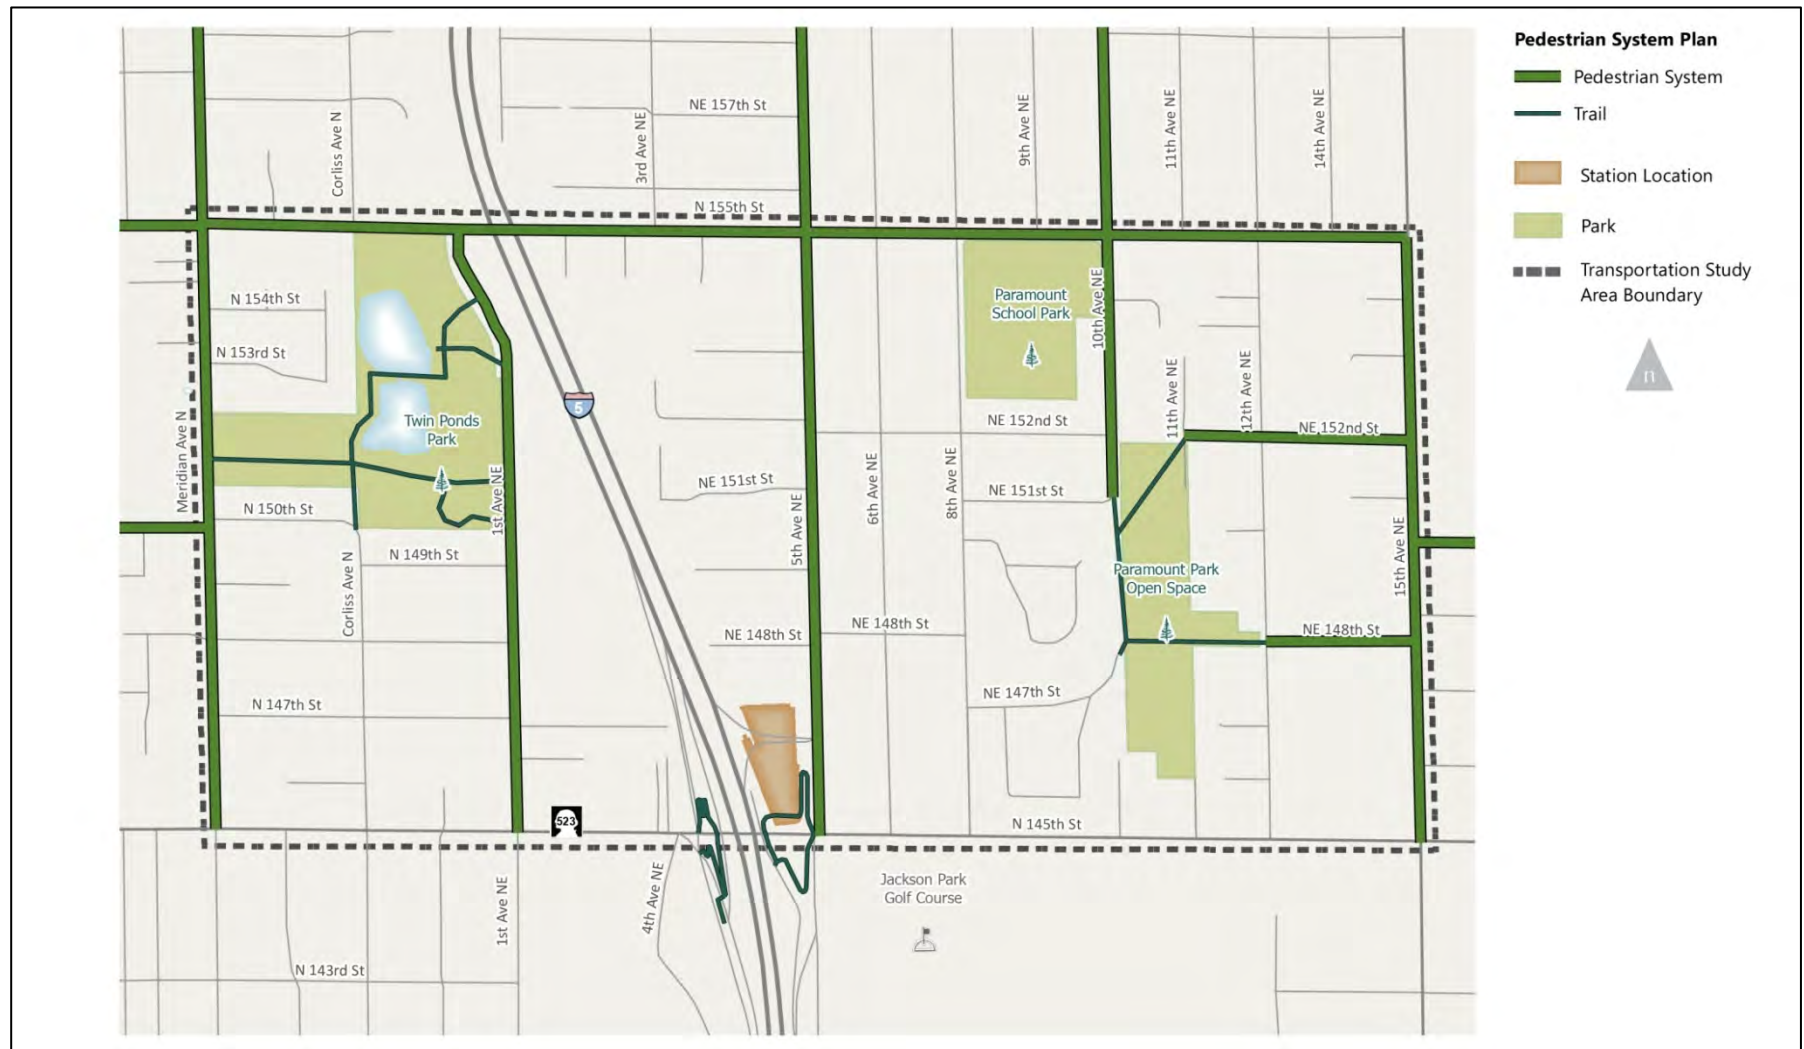 Pedestrian System Plan
Pedestrian System
Trail
Station Location
Park
Transportation Study
Area Boundary
n
NE 157th St
Corliss Ave N
3rd Ave NE
9th Ave NE
11th Ave NE
14th Ave NE
N 155th St
N 154th St
N 153rd St
Paramount
School Park
10th Ave NE
5
Twin Ponds
Park
Meridian Ave N
NE 152nd St
11th Ave NE
12th Ave NE
NE 152nd St
1st Ave NE
NE 151st St
6th Ave NE
8th Ave NE
NE 151st St
N 150th St
5th Ave NE
15th Ave NE
N 149th St
Paramount Park
Open Space
Corliss Ave N
NE 148th St
NE 148th St
NE 148th St
N 147th St
NE 147th St
523
N 145th St
Jackson Park
Golf Course
1st Ave NE
4th Ave NE
N 143rd St